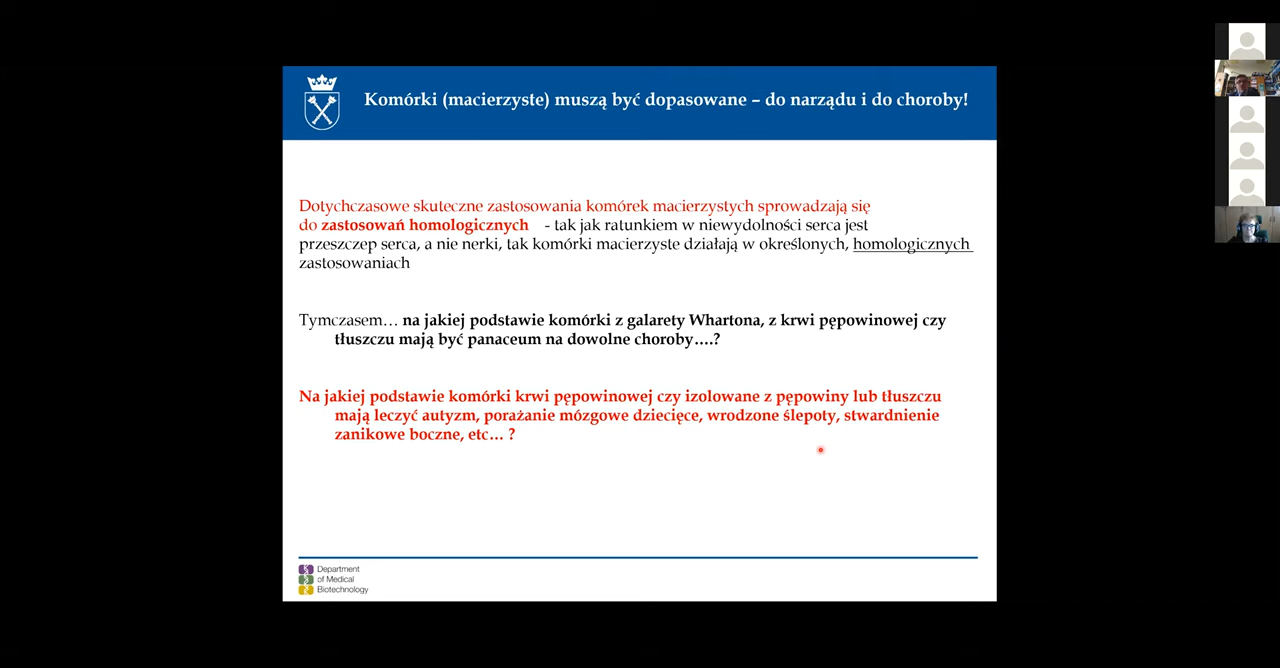 Komórki (macierzyste) muszą być dopasowane – do narządu i do choroby!
Dotychczasowe skuteczne zastosowania komórek macierzystych sprowadzają się
do zastosowań homologicznych - tak jak ratunkiem w niewydolności serca jest
przeszczep serca, a nie nerki, tak komórki macierzyste działają w określonych, homologicznych
zastosowaniach
Tymczasem... na jakiej podstawie komórki z galarety Whartona, z krwi pępowinowej czy
tłuszczu mają być panaceum na dowolne choroby....?
Na jakiej podstawie komórki krwi pępowinowej czy izolowane z pępowiny lub tłuszczu
mają leczyć autyzm, porażanie mózgowe dziecięce, wrodzone ślepoty, stwardnienie
zanikowe boczne, etc... ?
Department
of Medical
Biotechnology